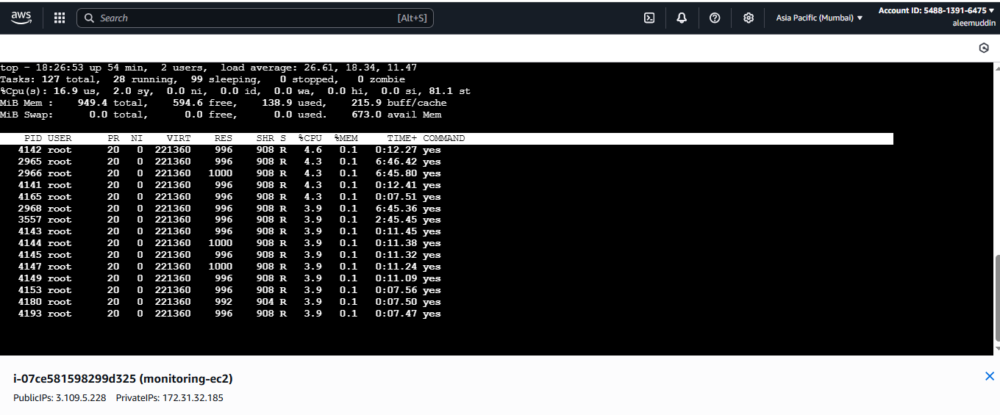 aws Search [Alt+S] Asia Pacific (Mumbai) ▼ Account ID: 5488-1391-6475 ▼
aleemuddin
top - 18:26:53 up 54 min,  2 users,  load average: 26.61, 18.34, 11.47
Tasks: 127 total,  28 running,  99 sleeping,   0 stopped,   0 zombie
%Cpu(s): 16.9 us,  2.0 sy,  0.0 ni,  0.0 id,  0.0 wa,  0.0 hi,  0.0 si, 81.1 st
MiB Mem :    949.4 total,    594.6 free,    138.9 used,    215.9 buff/cache
MiB Swap:      0.0 total,      0.0 free,      0.0 used.    673.0 avail Mem
PID USER PR NI VIRT RES SHR S %CPU %MEM TIME+ COMMAND
4142 root 20 0 221360 996 908 R 4.6 0.1 0:12.27 yes
2965 root 20 0 221360 996 908 R 4.3 0.1 6:46.42 yes
2966 root 20 0 221360 1000 908 R 4.3 0.1 6:45.80 yes
4141 root 20 0 221360 996 908 R 4.3 0.1 0:12.41 yes
4165 root 20 0 221360 996 908 R 4.3 0.1 0:07.51 yes
2968 root 20 0 221360 996 908 R 3.9 0.1 6:45.36 yes
3557 root 20 0 221360 996 908 R 3.9 0.1 2:45.45 yes
4143 root 20 0 221360 996 908 R 3.9 0.1 0:11.45 yes
4144 root 20 0 221360 1000 908 R 3.9 0.1 0:11.38 yes
4145 root 20 0 221360 996 908 R 3.9 0.1 0:11.32 yes
4147 root 20 0 221360 1000 908 R 3.9 0.1 0:11.24 yes
4149 root 20 0 221360 996 908 R 3.9 0.1 0:11.09 yes
4153 root 20 0 221360 996 908 R 3.9 0.1 0:07.56 yes
4180 root 20 0 221360 992 904 R 3.9 0.1 0:07.50 yes
4193 root 20 0 221360 996 908 R 3.9 0.1 0:07.47 yes
i-07ce581598299d325 (monitoring-ec2)
PublicIPs: 3.109.5.228 PrivateIPs: 172.31.32.185